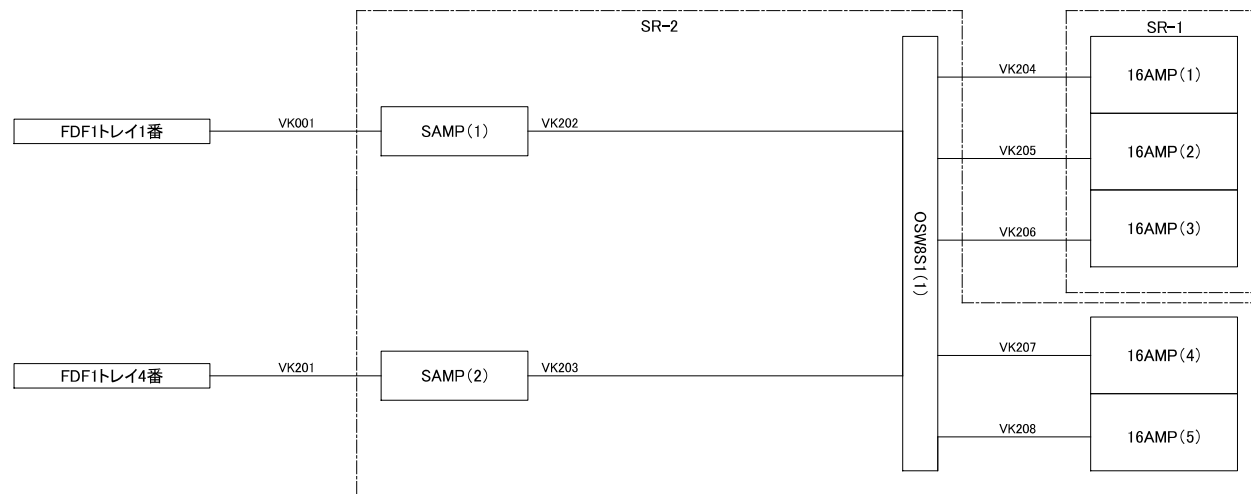 SR-2
SR-1
VK204
16AMP(1)
FDF1トレイ1番
VK001
SAMP(1)
VK202
VK205
16AMP(2)
VK206
16AMP(3)
OSW8S1(1)
VK207
16AMP(4)
FDF1トレイ4番
VK201
SAMP(2)
VK203
VK208
16AMP(5)